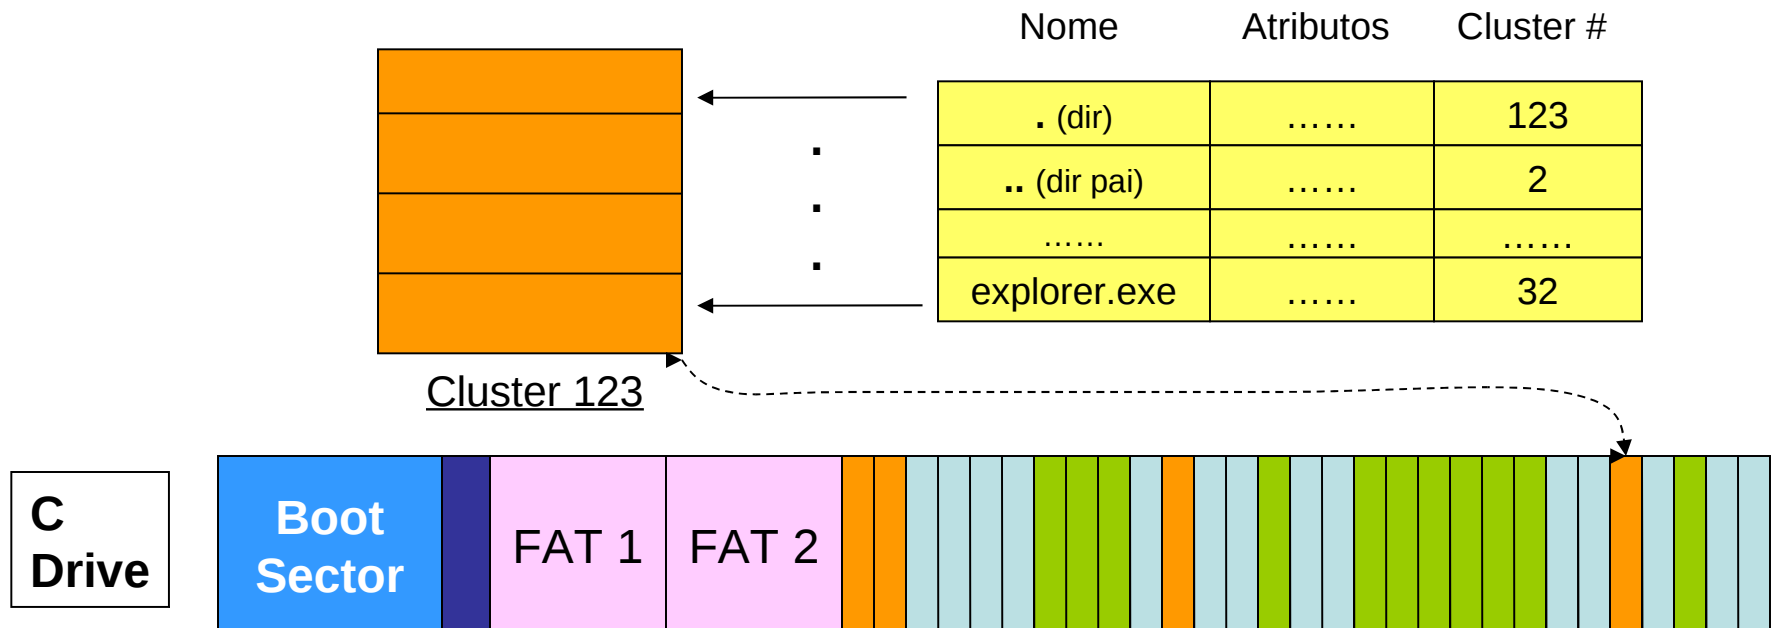 Nome Atributos Cluster #
. (dir) …… 123
.. (dir pai) …… 2
…… …… ……
explorer.exe …… 32
.
.
.
Cluster 123
C
Drive
Boot
Sector
FAT 1
FAT 2